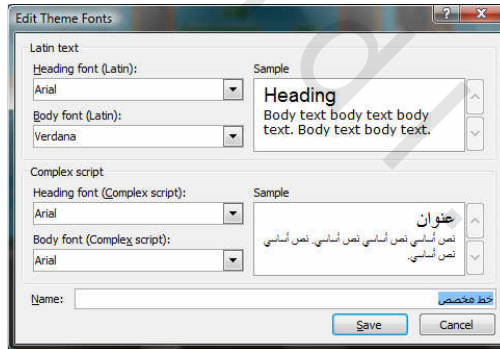 Edit Theme Fonts
Latin text
Heading font (Latin):
Arial
Body font (Latin):
Verdana
Sample
Heading
Body text body text body
text. Body text body text.
Complex script
Heading font (Complex script):
Arial
Body font (Complex script):
Arial
Sample
عنوان
نص أساسي نص أساسي نص أساسي. نص أساسي
نص أساسي.
Name:
خط مخصص
Save
Cancel